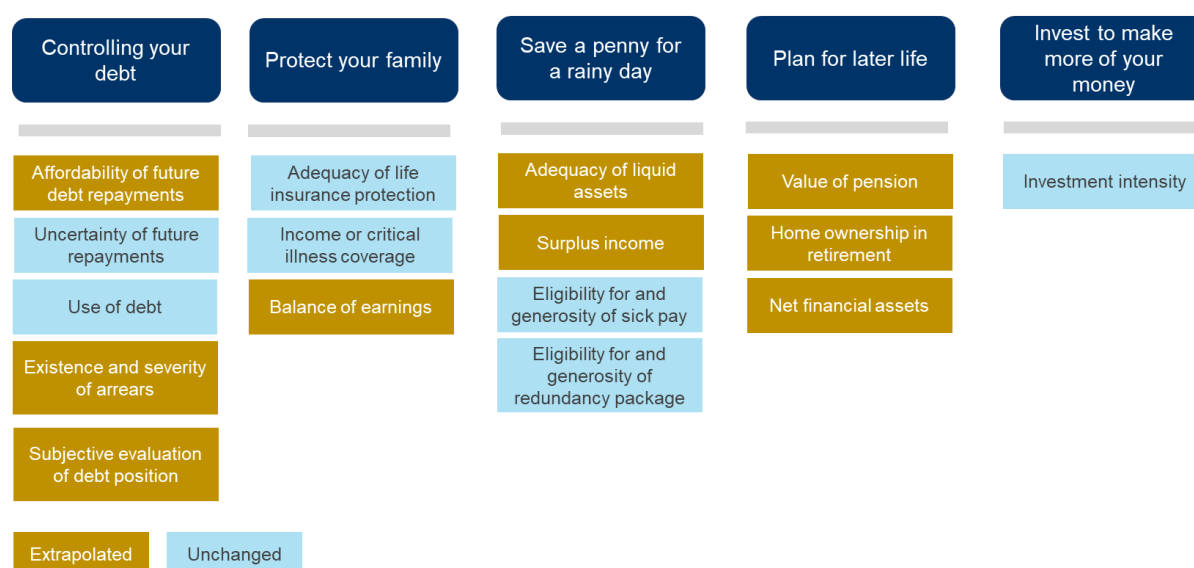 Controlling your
debt
Protect your family
Save a penny for
a rainy day
Plan for later life
Invest to make
more of your
money
Affordability of future
debt repayments
Uncertainty of future
repayments
Use of debt
Existence and severity
of arrears
Subjective evaluation
of debt position
Adequacy of life
insurance protection
Income or critical
illness coverage
Balance of earnings
Adequacy of liquid
assets
Surplus income
Eligibility for and
generosity of sick pay
Eligibility for and
generosity of
redundancy package
Value of pension
Home ownership in
retirement
Net financial assets
Investment intensity
Extrapolated
Unchanged